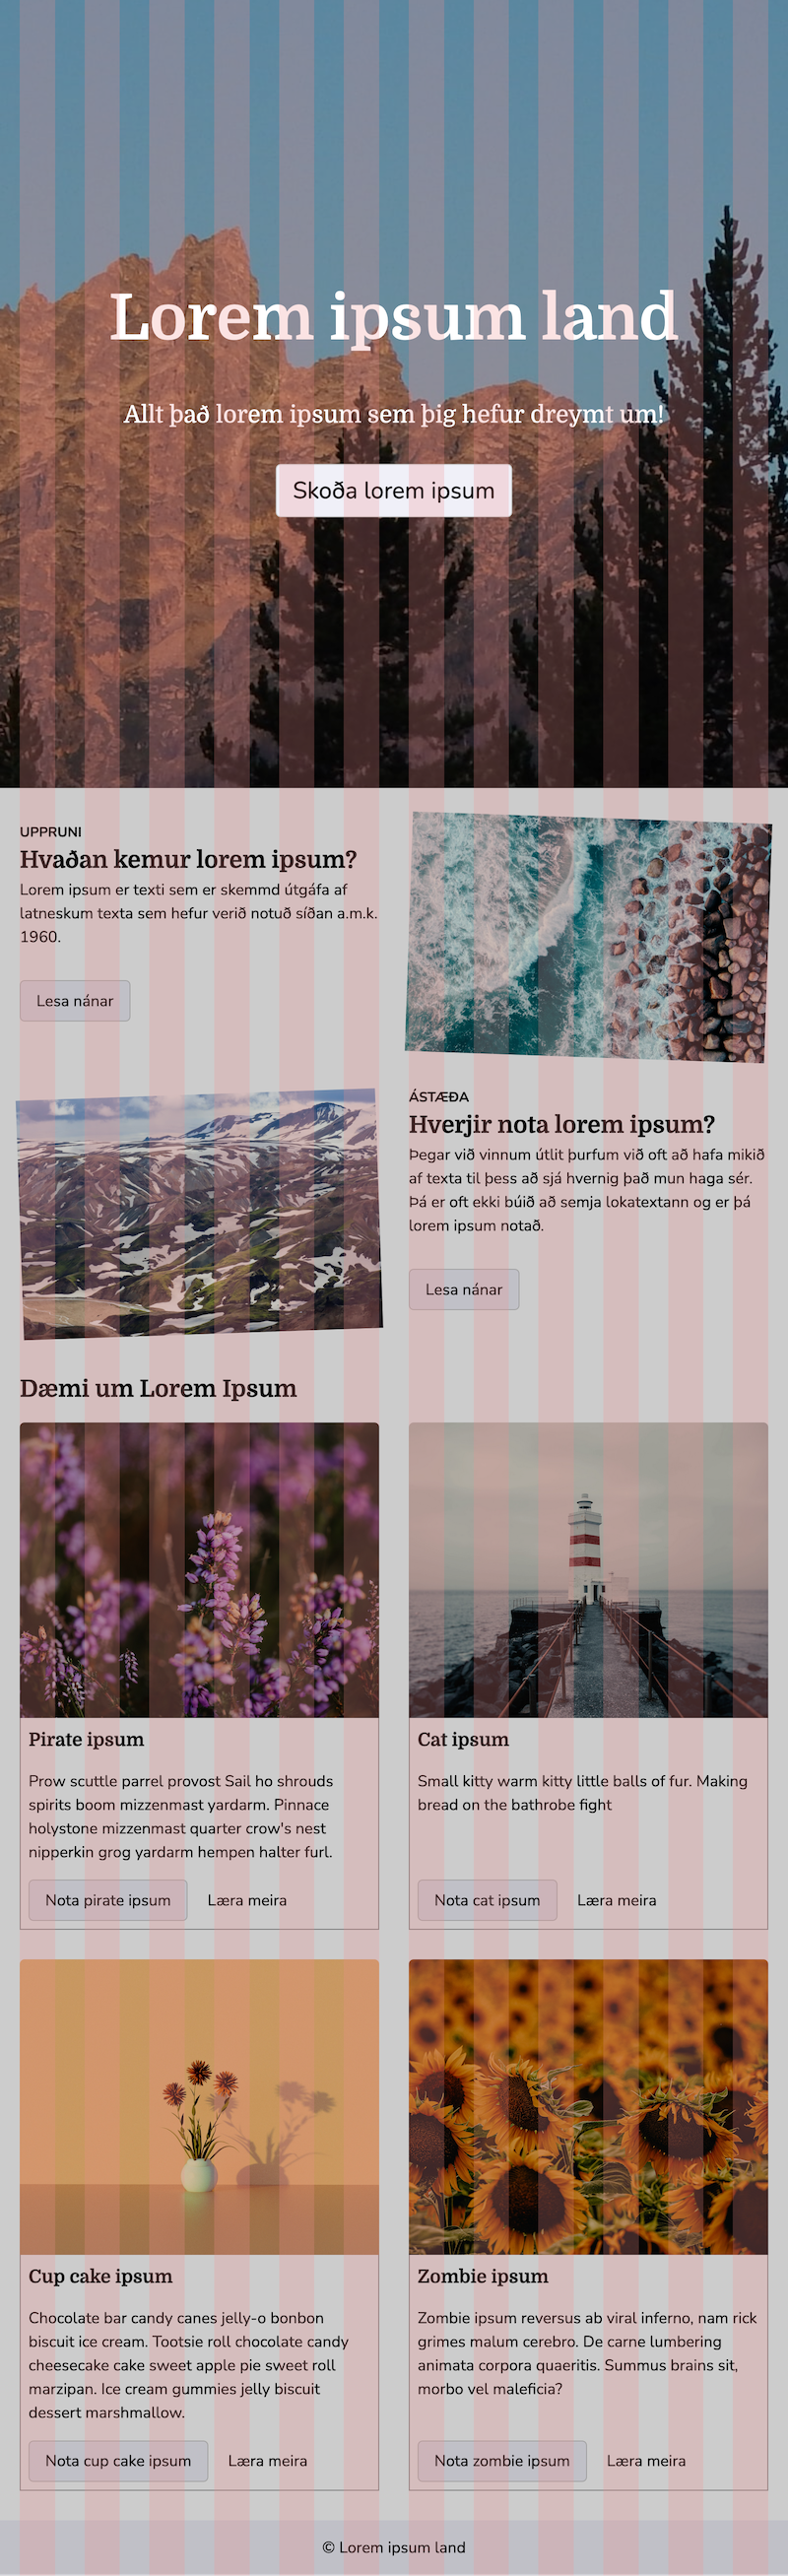 Lorem ipsum land
Allt það lorem ipsum sem þig hefur dreymt um!
Skoða lorem ipsum
UPPRUNI
Hvaðan kemur lorem ipsum?
Lorem ipsum er texti sem er skemmd útgáfa af
latneskum texta sem hefur verið notuð síðan a.m.k.
1960.
Lesa nánar
ÁSTÆÐA
Hverjir nota lorem ipsum?
Þegar við vinnum útlit þurfum við oft að hafa mikið
af texta til þess að sjá hvernig það mun haga sér.
Þá er oft ekki búið að semja lokatextann og er þá
lorem ipsum notað.
Lesa nánar
Dæmi um Lorem Ipsum
Pirate ipsum
Prow scuttle parrel provost Sail ho shrouds
spirits boom mizzenmast yardarm. Pinnace
holystone mizzenmast quarter crow's nest
nipperkin grog yardarm hempen halter furl.
Nota pirate ipsum
Læra meira
Cat ipsum
Small kitty warm kitty little balls of fur. Making
bread on the bathrobe fight
Nota cat ipsum
Læra meira
Cup cake ipsum
Chocolate bar candy canes jelly-o bonbon
biscuit ice cream. Tootsie roll chocolate candy
cheesecake cake sweet apple pie sweet roll
marzipan. Ice cream gummies jelly biscuit
dessert marshmallow.
Nota cup cake ipsum
Læra meira
Zombie ipsum
Zombie ipsum reversus ab viral inferno, nam rick
grimes malum cerebro. De carne lumbering
animata corpora quaeritis. Summus brains sit,
morbo vel maleficia?
Nota zombie ipsum
Læra meira
© Lorem ipsum land